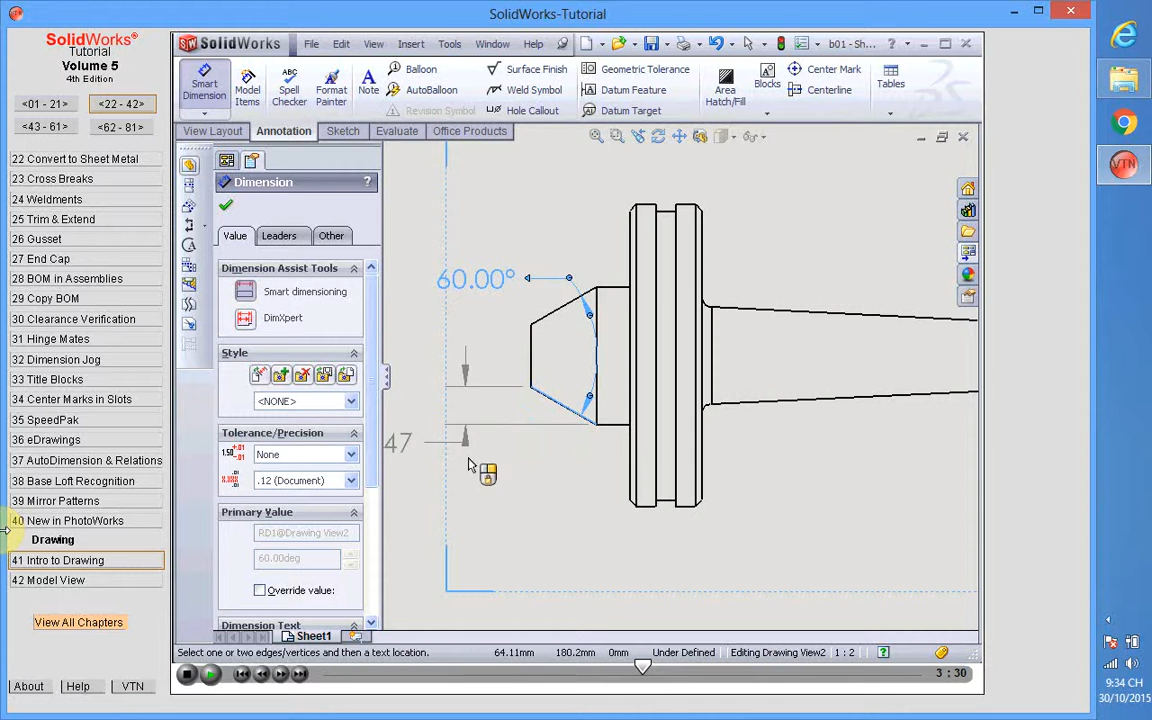 SolidWorks-Tutorial
SolidWorks®
Tutorial
Volume 5
4th Edition
<01 - 21>
<22 - 42>
<43 - 61>
<62 - 81>
22 Convert to Sheet Metal
23 Cross Breaks
24 Weldments
25 Trim & Extend
26 Gusset
27 End Cap
28 BOM in Assemblies
29 Copy BOM
30 Clearance Verification
31 Hinge Mates
32 Dimension Jog
33 Title Blocks
34 Center Marks in Slots
35 SpeedPak
36 eDrawings
37 AutoDimension & Relations
38 Base Loft Recognition
39 Mirror Patterns
40 New in PhotoWorks
Drawing
41 Intro to Drawing
42 Model View
View All Chapters
About
Help
VTN
SolidWorks
File
Edit
View
Insert
Tools
Window
Help
b01 - Sh...
?
Smart Dimension
Model Items
Spell Checker
Format Painter
Note
Balloon
AutoBalloon
Revision Symbol
Surface Finish
Weld Symbol
Hole Callout
Geometric Tolerance
Datum Feature
Datum Target
Area Hatch/Fill
Blocks
Center Mark
Centerline
Tables
View Layout
Annotation
Sketch
Evaluate
Office Products
Dimension
?
Value
Leaders
Other
Dimension Assist Tools
Smart dimensioning
DimXpert
Style
<NONE>
Tolerance/Precision
None
.12 (Document)
Primary Value
RD1@Drawing View2
60.00deg
Override value:
Dimension Text
60.00°
47
Sheet1
Select one or two edges/vertices and then a text location.
64.11mm
180.2mm
0mm
Under Defined
Editing Drawing View2
1 : 2
3 : 30
VTN
9:34 CH
30/10/2015